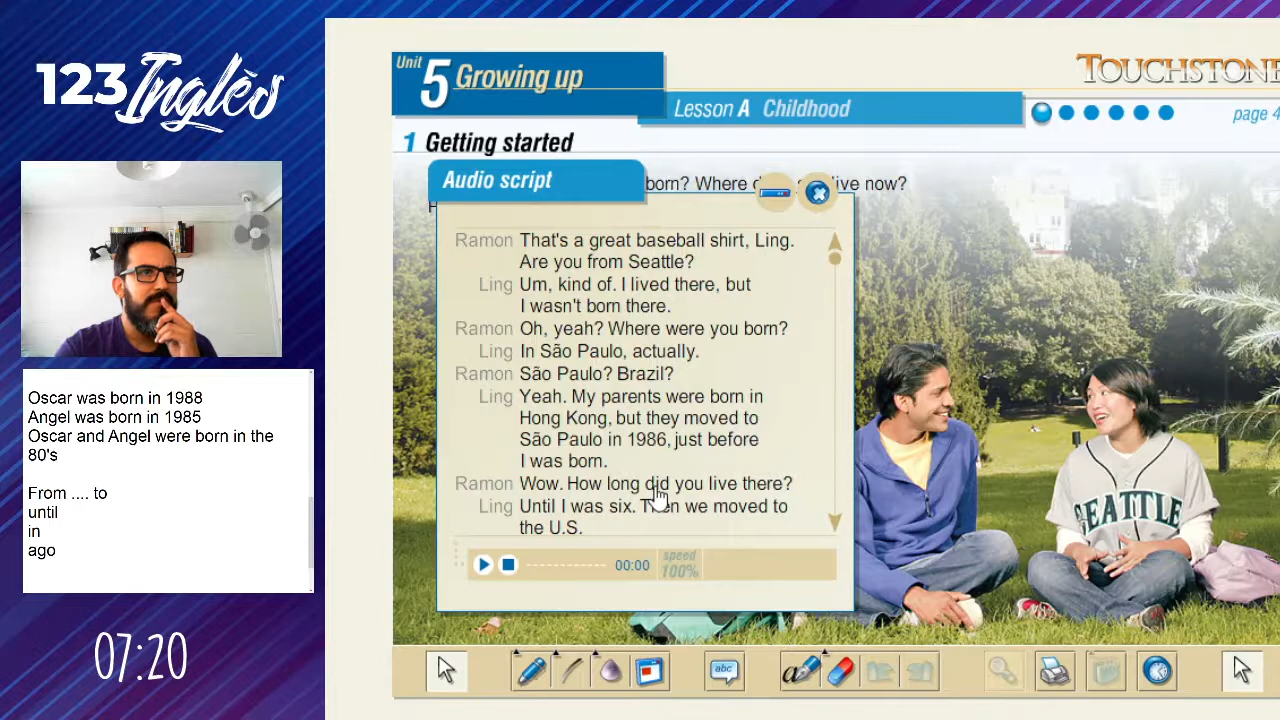 123 Inglès
Unit
5 Growing up
TOUCHSTONE
Lesson A Childhood
page 4
1 Getting started
Audio script
born? Where d live now?
H
Ramon That's a great baseball shirt, Ling.
Are you from Seattle?
Ling Um, kind of. I lived there, but
I wasn't born there.
Ramon Oh, yeah? Where were you born?
Ling In São Paulo, actually.
Ramon São Paulo? Brazil?
Ling Yeah. My parents were born in
Hong Kong, but they moved to
São Paulo in 1986, just before
I was born.
Ramon Wow. How long did you live there?
Ling Until I was six. Then we moved to
the U.S.
00:00
speed
100%
SEATTLE
abc
a
Oscar was born in 1988
Angel was born in 1985
Oscar and Angel were born in the
80's
From .... to
until
in
ago
07:20